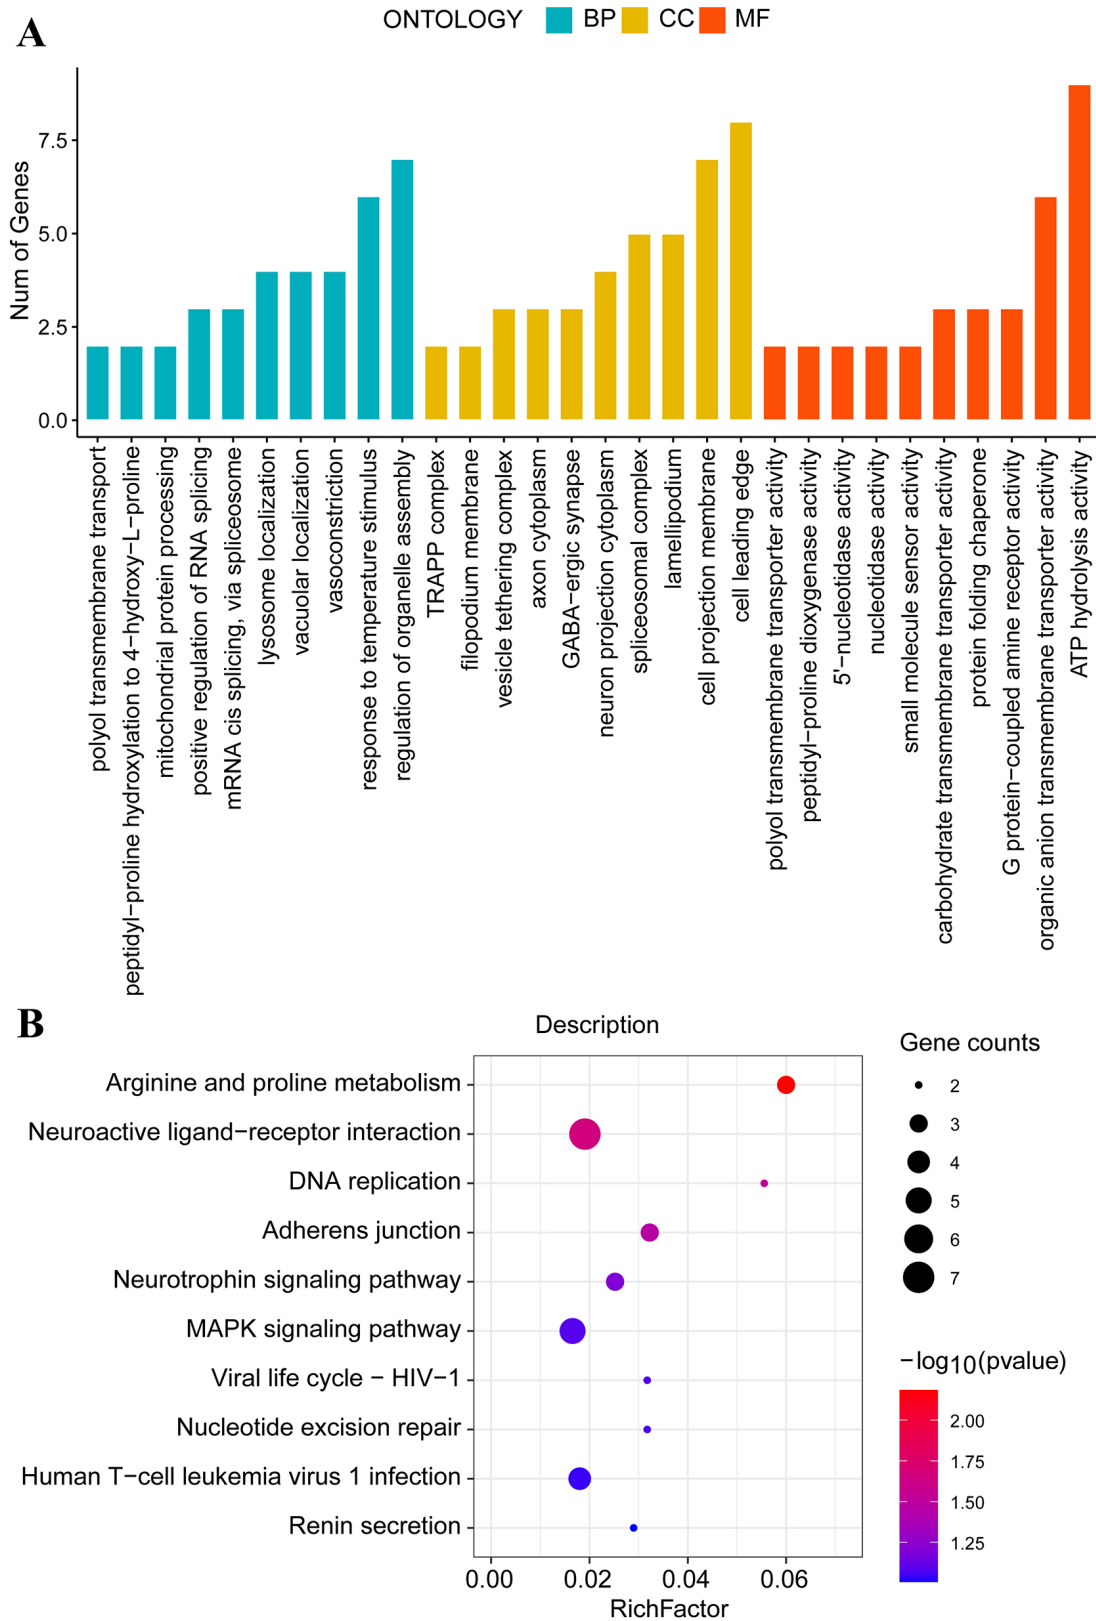 A
ONTOLOGY BP CC MF
Num of Genes
7.5
5.0
2.5
0.0
polyol transmembrane transport
peptidyl−proline hydroxylation to 4−hydroxy−L−proline
mitochondrial protein processing
positive regulation of RNA splicing
mRNA cis splicing, via spliceosome
lysosome localization
vacuolar localization
vasoconstriction
response to temperature stimulus
regulation of organelle assembly
TRAPP complex
filopodium membrane
vesicle tethering complex
axon cytoplasm
GABA−ergic synapse
neuron projection cytoplasm
spliceosomal complex
lamellipodium
cell projection membrane
cell leading edge
polyol transmembrane transporter activity
peptidyl−proline dioxygenase activity
5'−nucleotidase activity
nucleotidase activity
small molecule sensor activity
carbohydrate transmembrane transporter activity
protein folding chaperone
G protein−coupled amine receptor activity
organic anion transmembrane transporter activity
ATP hydrolysis activity
B
Description
Arginine and proline metabolism
Neuroactive ligand−receptor interaction
DNA replication
Adherens junction
Neurotrophin signaling pathway
MAPK signaling pathway
Viral life cycle − HIV−1
Nucleotide excision repair
Human T−cell leukemia virus 1 infection
Renin secretion
0.00 0.02 0.04 0.06
RichFactor
Gene counts
2
3
4
5
6
7
−log10(pvalue)
2.00
1.75
1.50
1.25